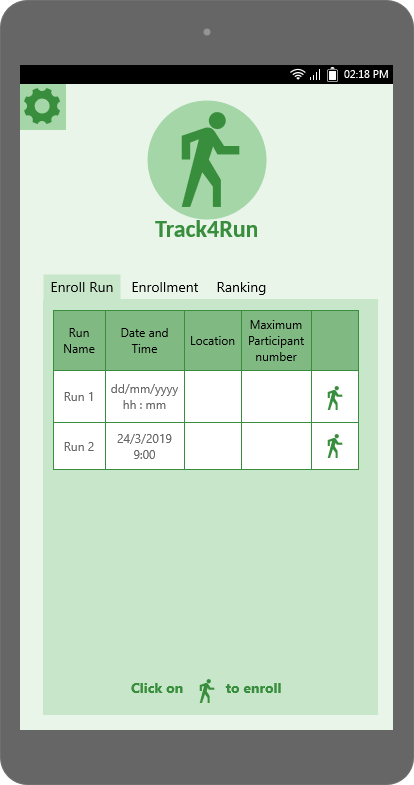 02:18 PM
Track4Run
Enroll Run Enrollment Ranking
Run Name Date and Time Location Maximum Participant number
Run 1 dd/mm/yyyy hh : mm
Run 2 24/3/2019 9:00
Click on to enroll